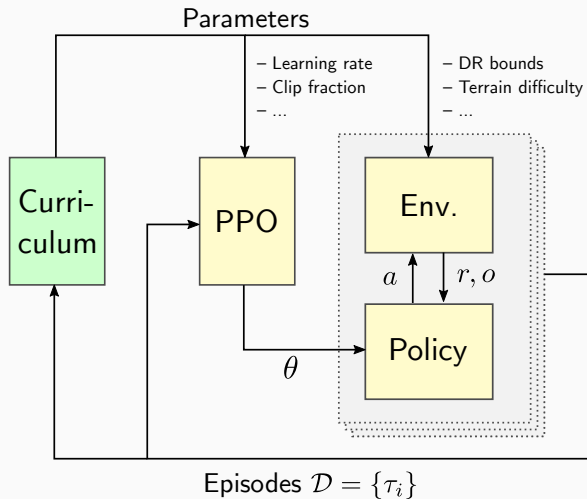 Parameters
– Learning rate
– Clip fraction
– ...
– DR bounds
– Terrain difficulty
– ...
Curri-
culum
PPO
Env.
a
r, o
Policy
θ
Episodes 𝒟 = {τᵢ}